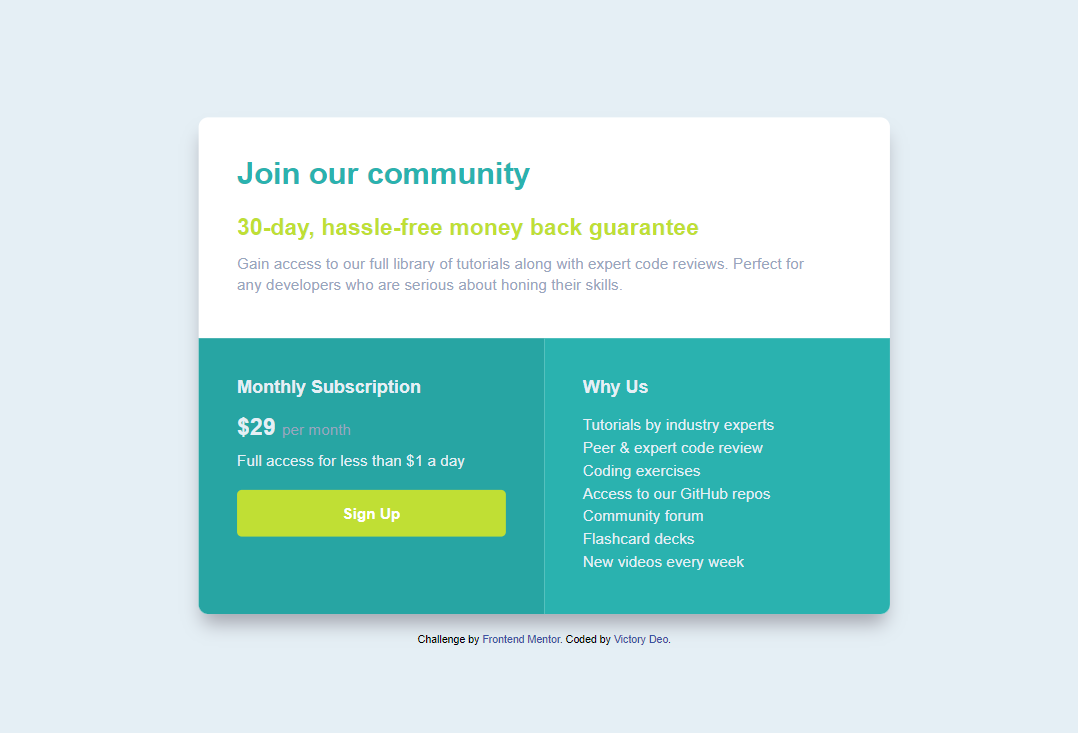 Join our community
30-day, hassle-free money back guarantee
Gain access to our full library of tutorials along with expert code reviews. Perfect for
any developers who are serious about honing their skills.
Monthly Subscription
$29 per month
Full access for less than $1 a day
Sign Up
Why Us
Tutorials by industry experts
Peer & expert code review
Coding exercises
Access to our GitHub repos
Community forum
Flashcard decks
New videos every week
Challenge by Frontend Mentor. Coded by Victory Deo.